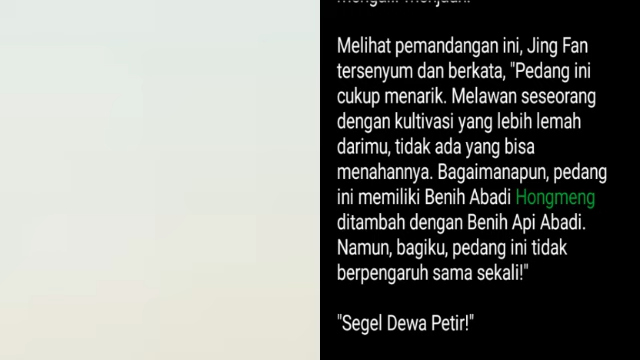 Melihat pemandangan ini, Jing Fan
tersenyum dan berkata, "Pedang ini
cukup menarik. Melawan seseorang
dengan kultivasi yang lebih lemah
darimu, tidak ada yang bisa
menahannya. Bagaimanapun, pedang
ini memiliki Benih Abadi Hongmeng
ditambah dengan Benih Api Abadi.
Namun, bagiku, pedang ini tidak
berpengaruh sama sekali!"
"Segel Dewa Petir!"